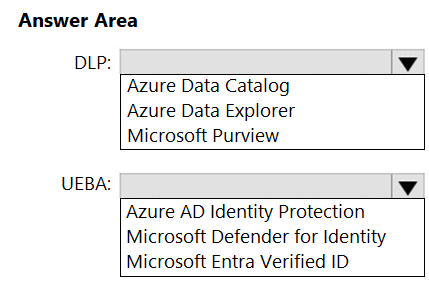 Answer Area
DLP:
Azure Data Catalog
Azure Data Explorer
Microsoft Purview
UEBA:
Azure AD Identity Protection
Microsoft Defender for Identity
Microsoft Entra Verified ID